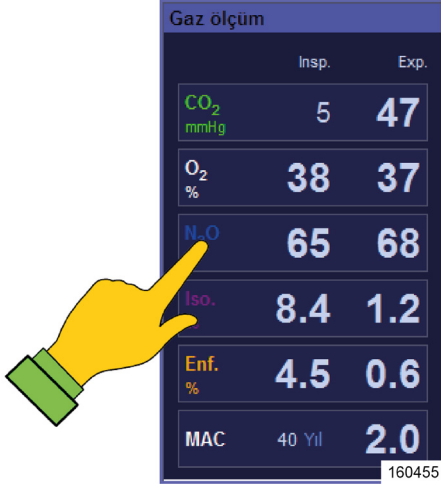 Gaz ölçüm
Insp. Exp.
CO₂ 5 47
mmHg
O₂ 38 37
%
N₂O 65 68
Iso. 8.4 1.2
Enf. 4.5 0.6
%
MAC 40 Yıl 2.0
160455